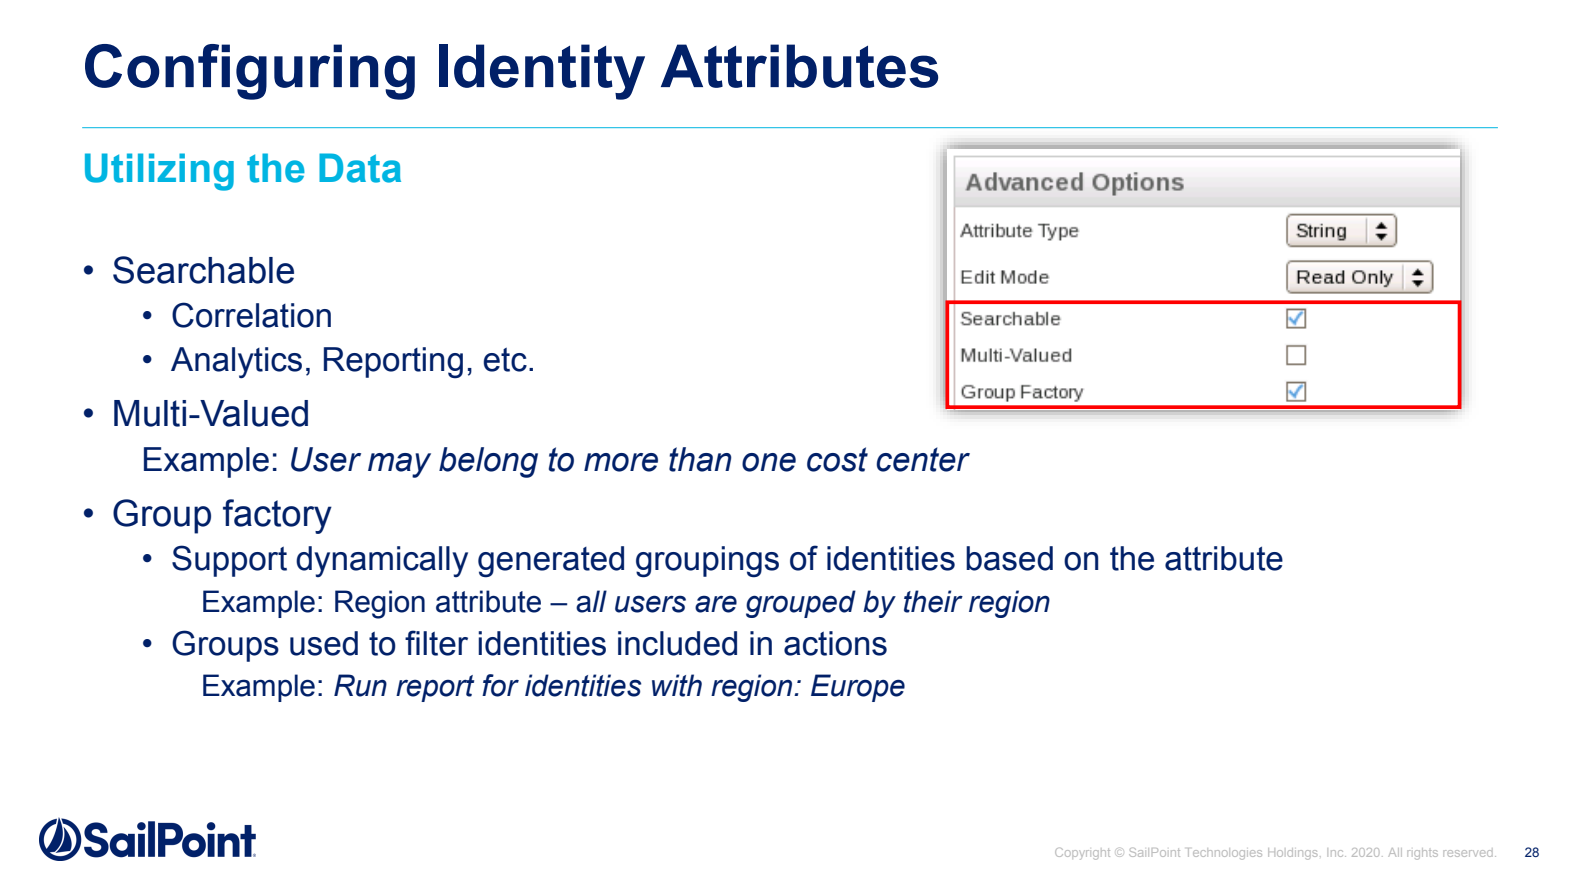 Configuring Identity Attributes
Utilizing the Data
• Searchable
• Correlation
• Analytics, Reporting, etc.
• Multi-Valued
Example: User may belong to more than one cost center
• Group factory
• Support dynamically generated groupings of identities based on the attribute
Example: Region attribute – all users are grouped by their region
• Groups used to filter identities included in actions
Example: Run report for identities with region: Europe
Advanced Options
Attribute Type String
Edit Mode Read Only
Searchable
Multi-Valued
Group Factory
SailPoint
Copyright © SailPoint Technologies Holdings, Inc. 2020. All rights reserved. 28